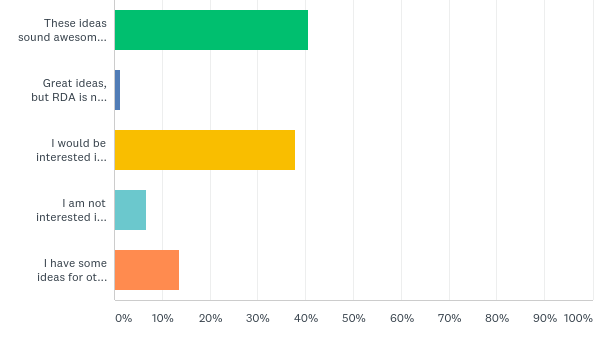 These ideas
sound awesom...
Great ideas,
but RDA is n...
I would be
interested i...
I am not
interested i...
I have some
ideas for ot...
0% 10% 20% 30% 40% 50% 60% 70% 80% 90% 100%